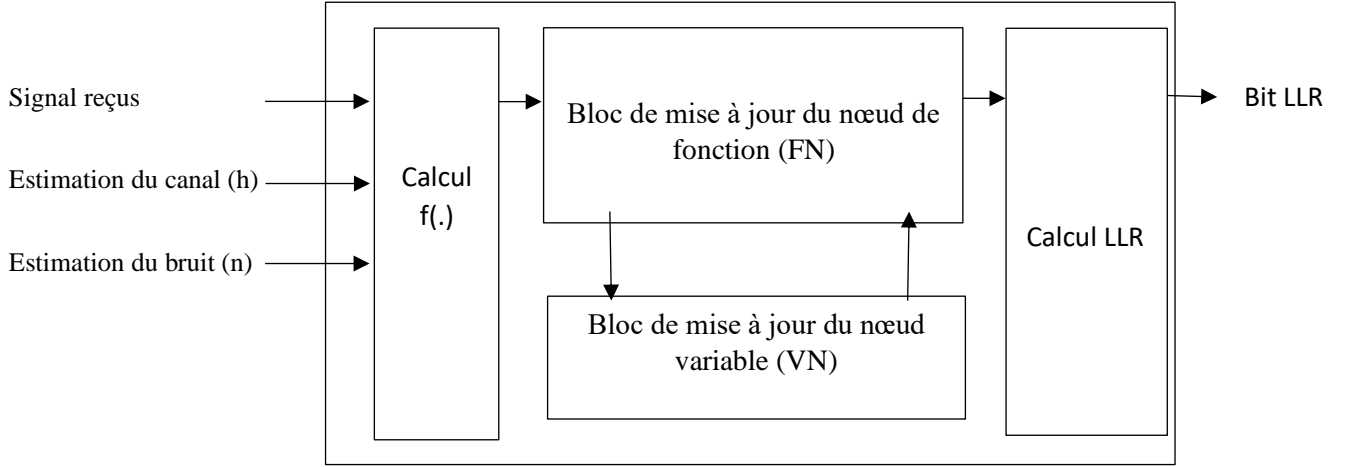 Signal reçus
Estimation du canal (h)
Estimation du bruit (n)
Calcul
f(.)
Bloc de mise à jour du nœud de
fonction (FN)
Bloc de mise à jour du nœud
variable (VN)
Calcul LLR
Bit LLR